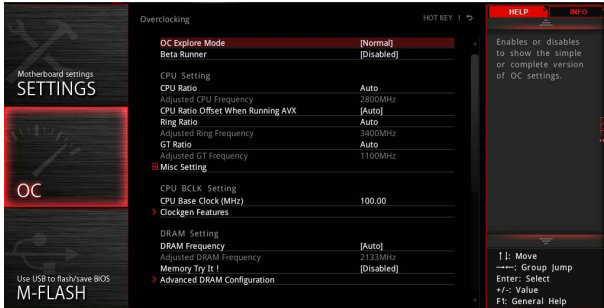 Overclocking
HOT KEY |
HELP
INFO
Motherboard settings
SETTINGS
OC
Use USB to flash/save BIOS
M-FLASH
OC Explore Mode [Normal]
Beta Runner [Disabled]
CPU Setting
CPU Ratio Auto
Adjusted CPU Frequency 2800MHz
CPU Ratio Offset When Running AVX [Auto]
Ring Ratio Auto
Adjusted Ring Frequency 3400MHz
GT Ratio Auto
Adjusted GT Frequency 1100MHz
Misc Setting
CPU BCLK Setting
CPU Base Clock (MHz) 100.00
Clockgen Features
DRAM Setting
DRAM Frequency [Auto]
Adjusted DRAM Frequency 2133MHz
Memory Try It ! [Disabled]
Advanced DRAM Configuration
Enables or disables
to show the simple
or complete version
of OC settings.
↑↓: Move
→←: Group Jump
Enter: Select
+/-: Value
F1: General Help